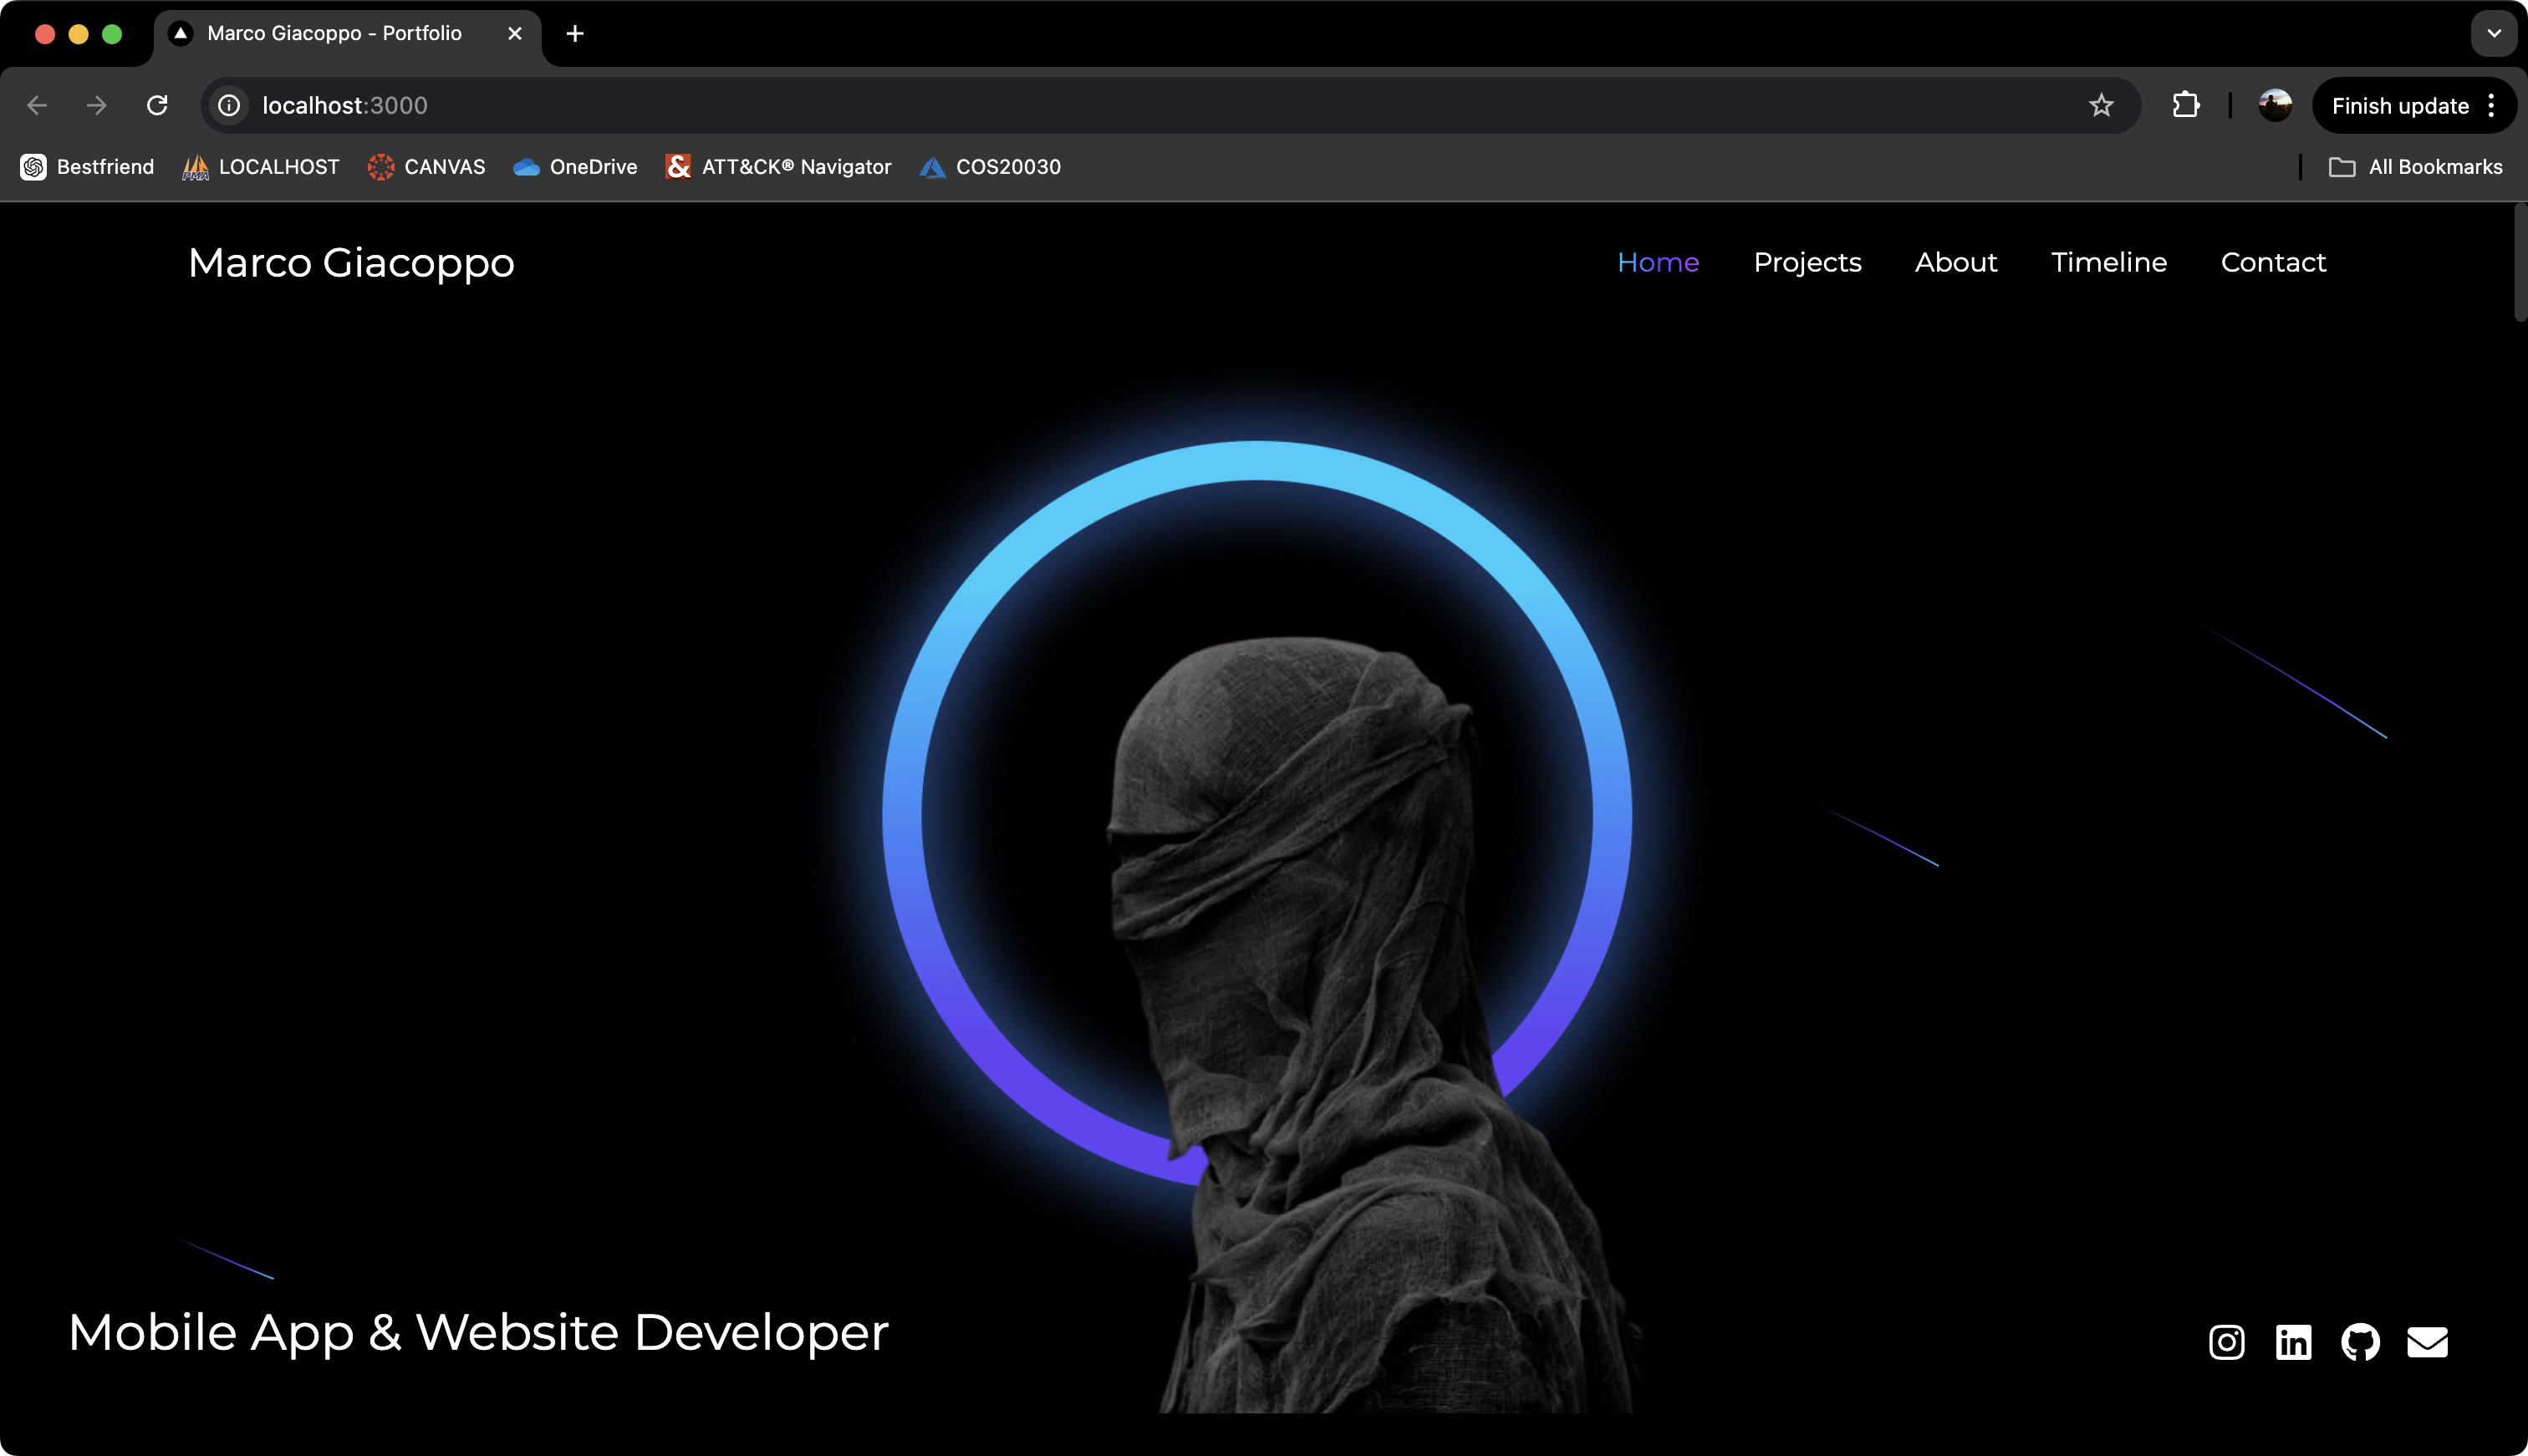 Marco Giacoppo - Portfolio
localhost:3000
Finish update
Bestfriend LOCALHOST CANVAS OneDrive ATT&CK® Navigator COS20030 All Bookmarks
Marco Giacoppo
Home Projects About Timeline Contact
Mobile App & Website Developer